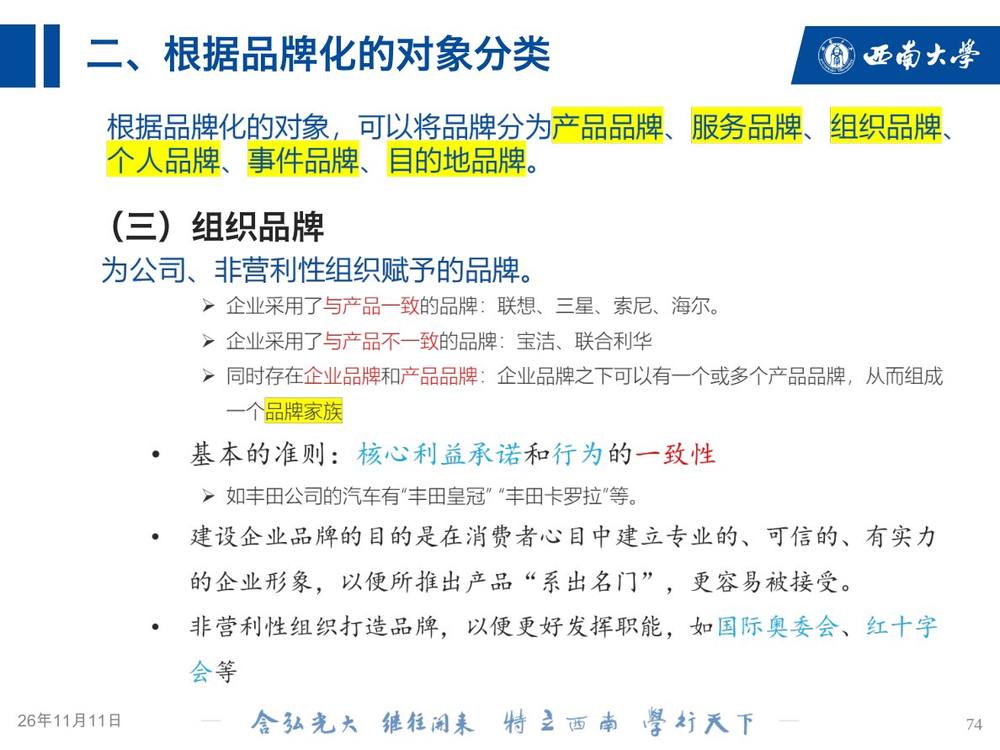 二、根据品牌化的对象分类
西南大学
根据品牌化的对象，可以将品牌分为产品品牌、服务品牌、组织品牌、
个人品牌、事件品牌、目的地品牌。
（三）组织品牌
为公司、非营利性组织赋予的品牌。
➢ 企业采用了与产品一致的品牌：联想、三星、索尼、海尔。
➢ 企业采用了与产品不一致的品牌：宝洁、联合利华
➢ 同时存在企业品牌和产品品牌：企业品牌之下可以有一个或多个产品品牌，从而组成
一个品牌家族
• 基本的准则：核心利益承诺和行为的一致性
➢ 如丰田公司的汽车有“丰田皇冠” “丰田卡罗拉”等。
• 建设企业品牌的目的是在消费者心目中建立专业的、可信的、有实力
的企业形象，以便所推出产品“系出名门”，更容易被接受。
• 非营利性组织打造品牌，以便更好发挥职能，如国际奥委会、红十字
会等
26年11月11日
含弘光大 继往开来 特立西南 學行天下
74